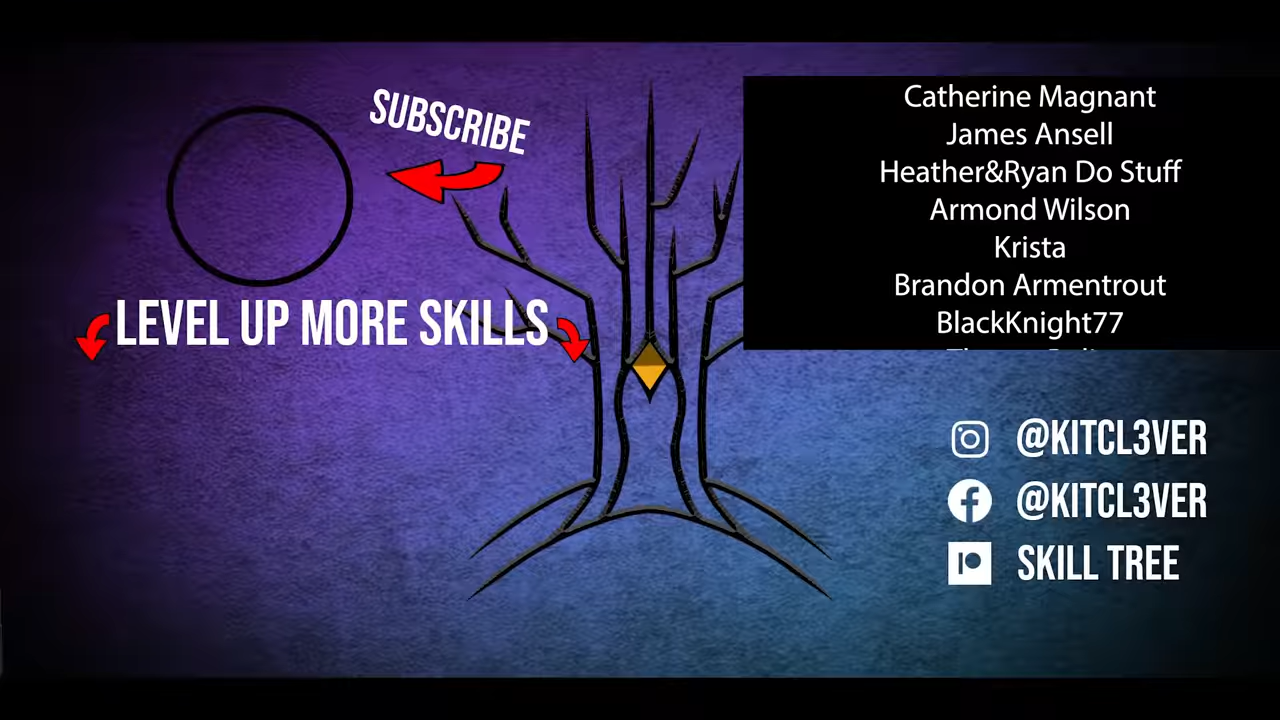 SUBSCRIBE
LEVEL UP MORE SKILLS
Catherine Magnant
James Ansell
Heather&Ryan Do Stuff
Armond Wilson
Krista
Brandon Armentrout
BlackKnight77
@KITCL3VER
@KITCL3VER
SKILL TREE